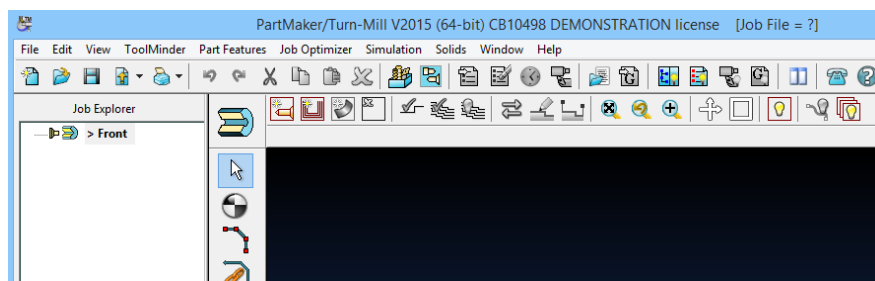 PartMaker/Turn-Mill V2015 (64-bit) CB10498 DEMONSTRATION license [Job File = ?]
File Edit View ToolMinder Part Features Job Optimizer Simulation Solids Window Help
Job Explorer
> Front